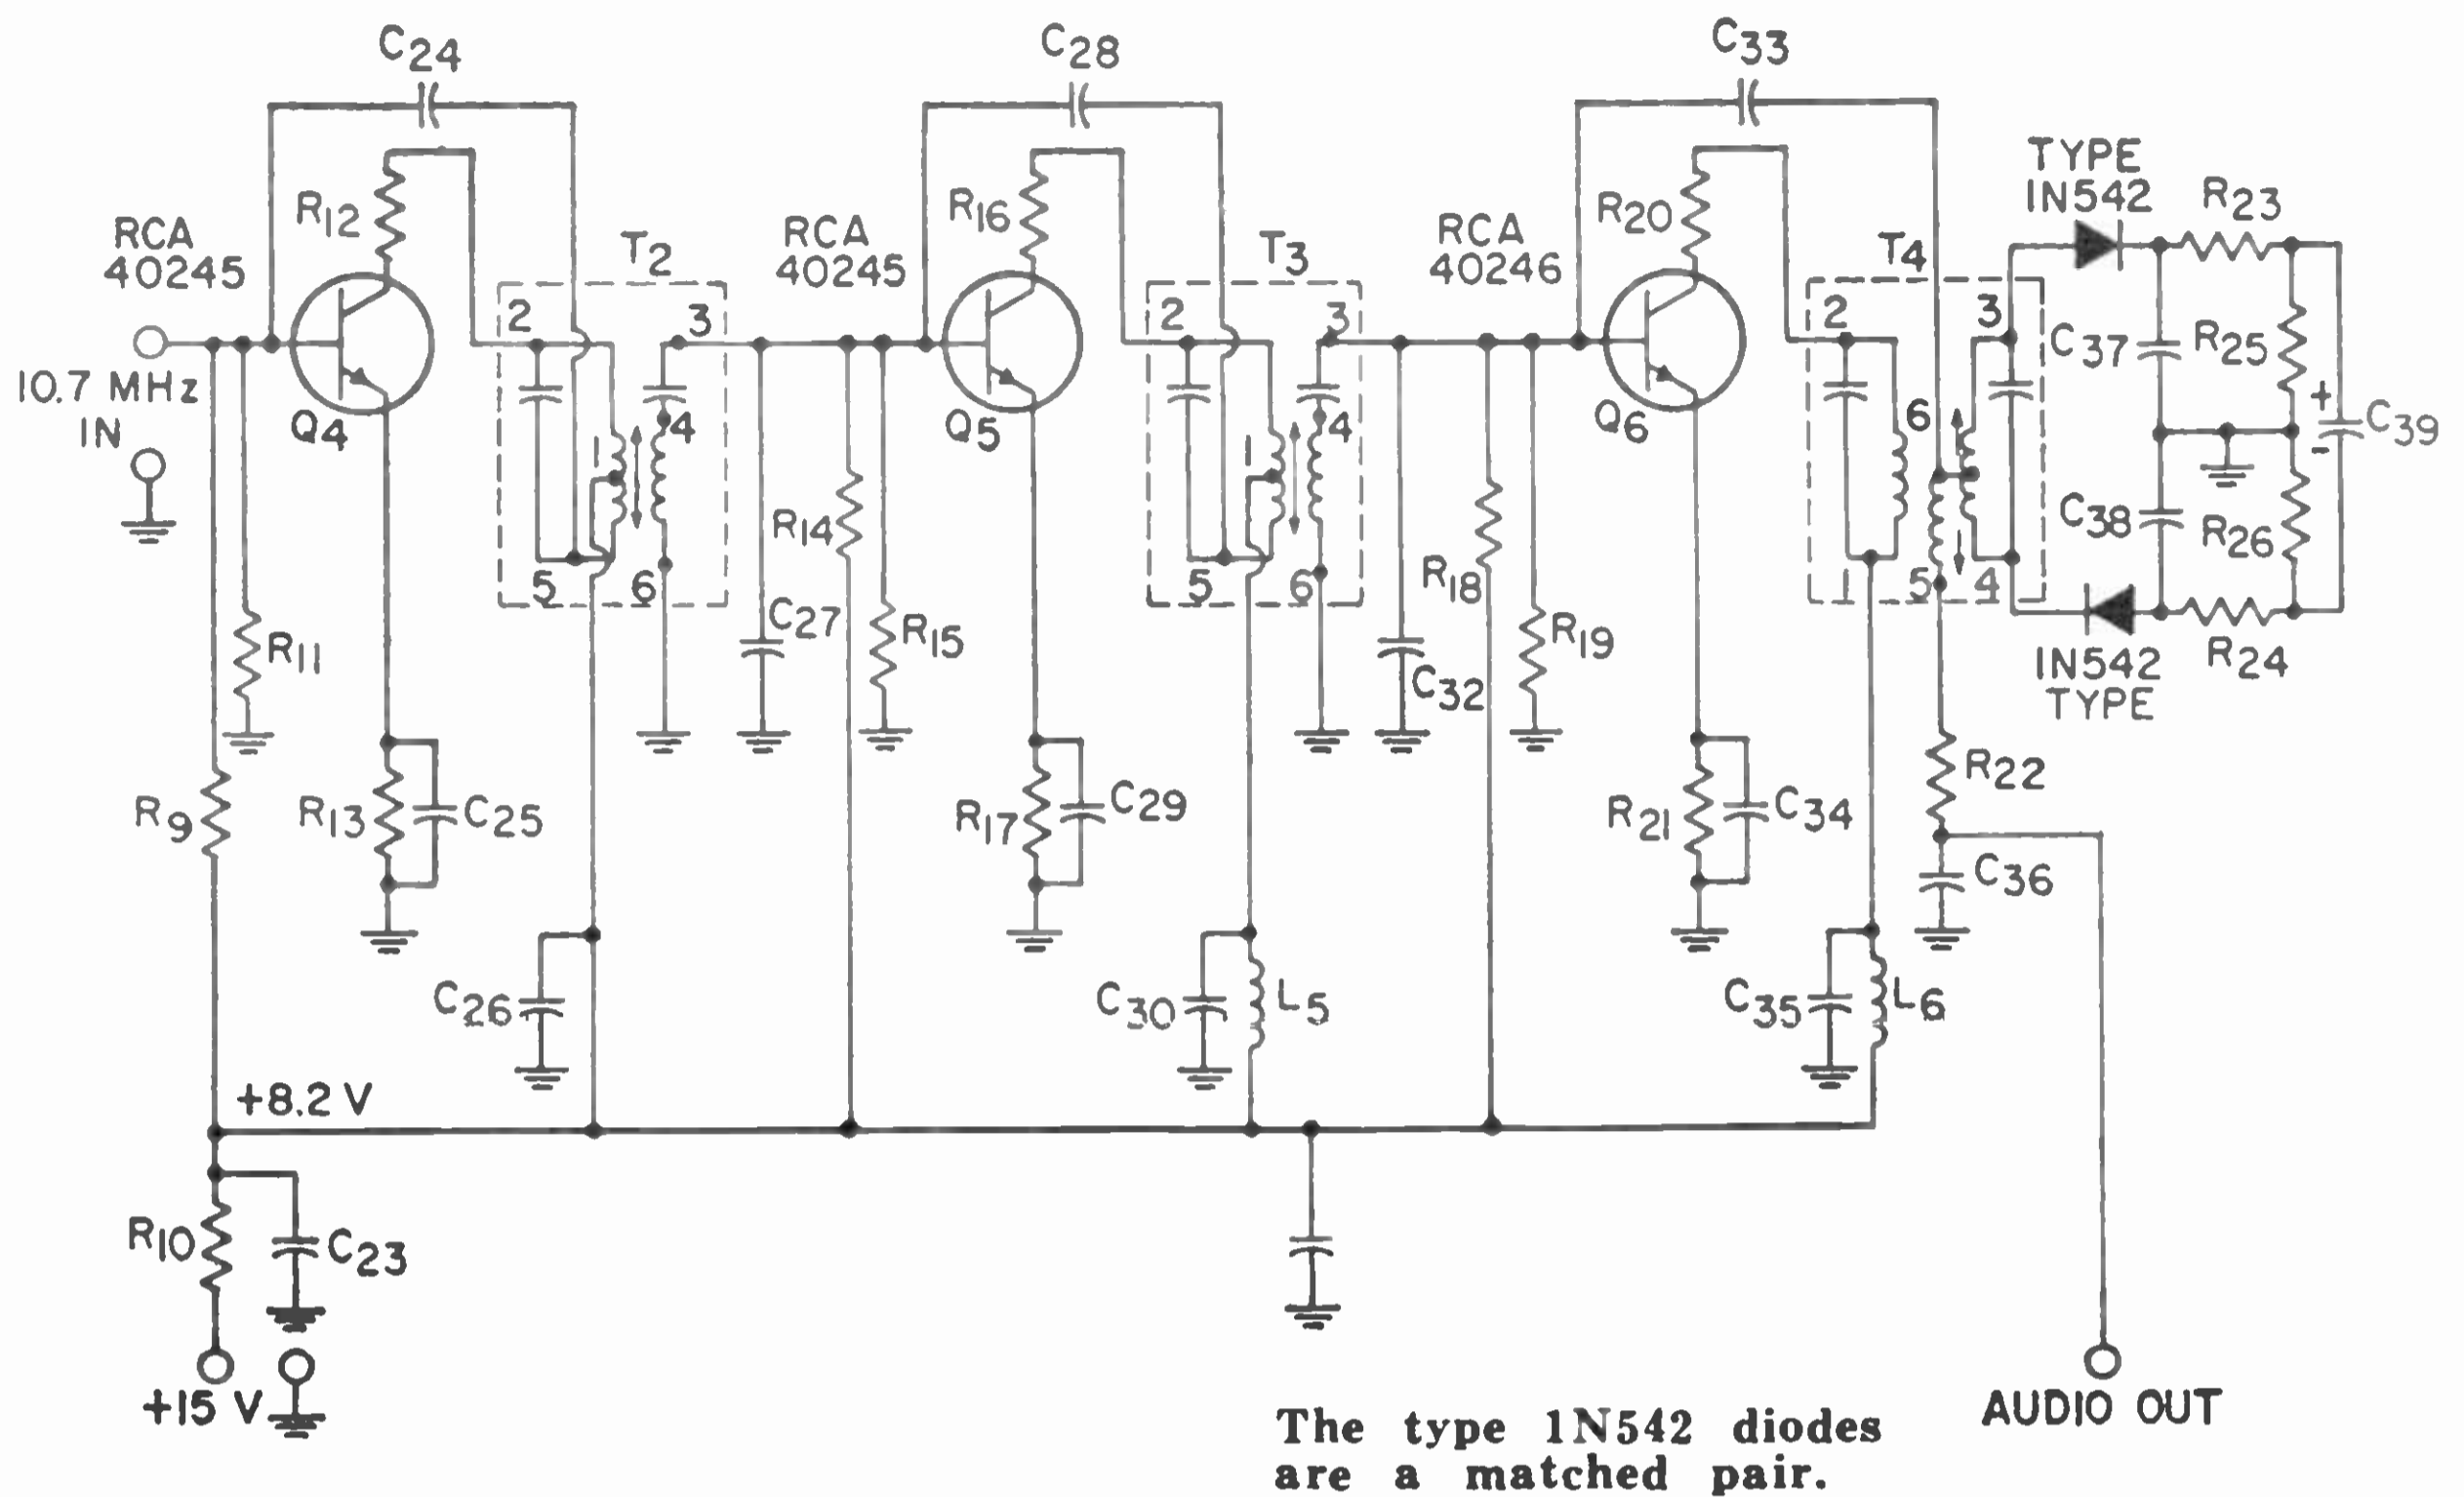 C24
C28
C33
TYPE
1N542
R23
R12
R16
R20
RCA
40245
T2
RCA
40245
T3
RCA
40246
T4
2
3
2
3
2
3
C37
R25
10.7 MHz
IN
Q4
4
Q5
4
Q6
6
+
C39
-
1
1
R14
R18
C38
R26
5
6
5
6
1
5
4
C27
R11
R15
C32
R19
1N542
TYPE
R24
R22
R9
R13
C25
R17
C29
R21
C34
C36
C26
C30
L5
C35
L6
+8.2 V
R10
C23
+15 V
AUDIO OUT
The type 1N542 diodes
are a matched pair.